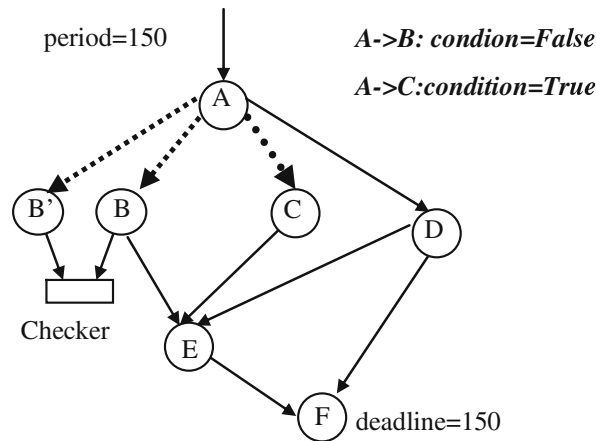 period=150
A->B: condion=False
A->C:condition=True
A
B'
B
C
D
Checker
E
F
deadline=150